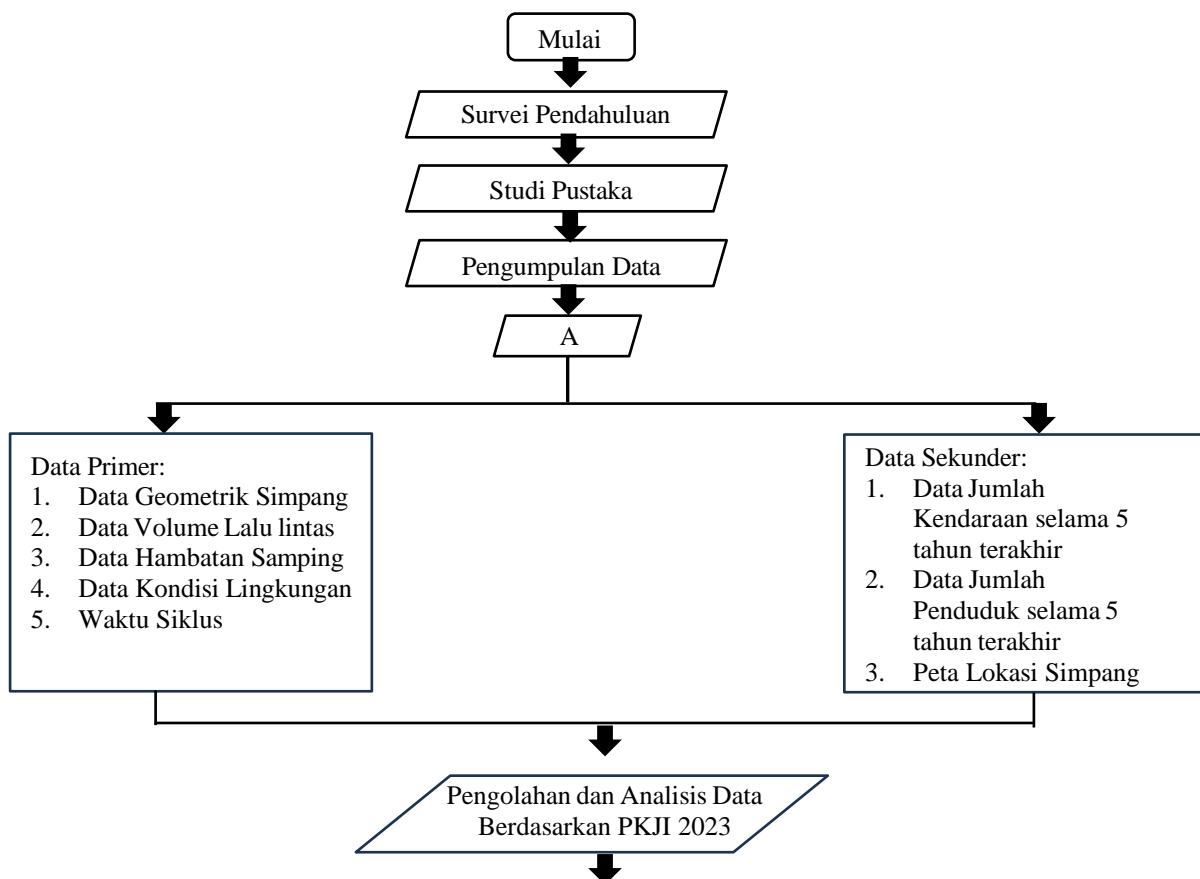 Mulai
Survei Pendahuluan
Studi Pustaka
Pengumpulan Data
A
Data Primer:
1. Data Geometrik Simpang
2. Data Volume Lalu lintas
3. Data Hambatan Samping
4. Data Kondisi Lingkungan
5. Waktu Siklus
Data Sekunder:
1. Data Jumlah
Kendaraan selama 5
tahun terakhir
2. Data Jumlah
Penduduk selama 5
tahun terakhir
3. Peta Lokasi Simpang
Pengolahan dan Analisis Data
Berdasarkan PKJI 2023